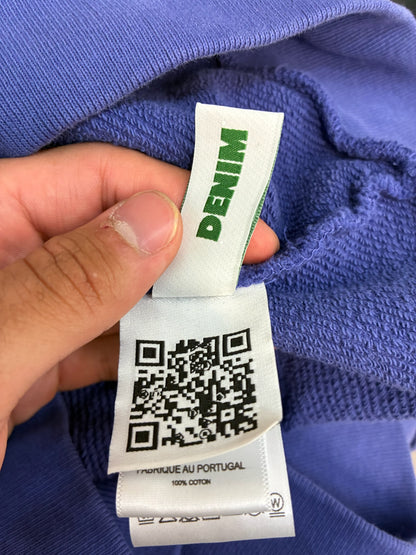 DENIM
FABRIQUE AU PORTUGAL
100% COTON
W